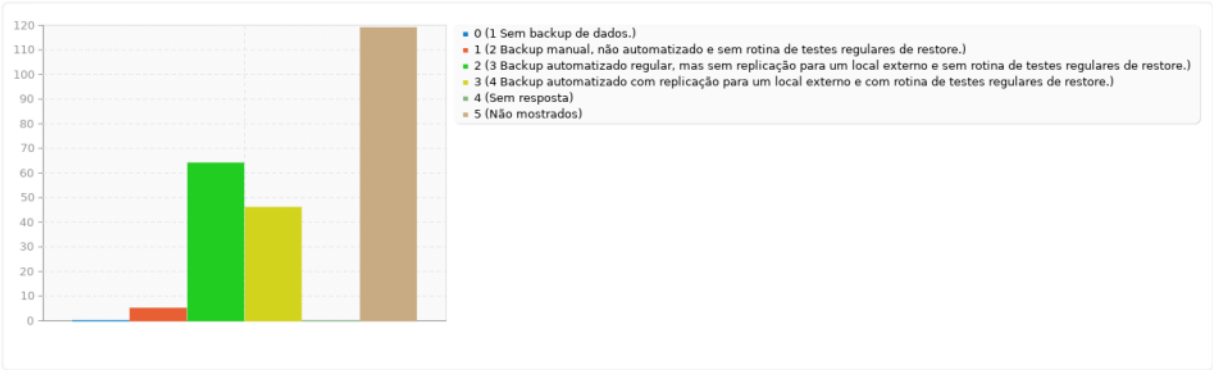 120
110
100
90
80
70
60
50
40
30
20
10
0
0 (1 Sem backup de dados.)
1 (2 Backup manual, não automatizado e sem rotina de testes regulares de restore.)
2 (3 Backup automatizado regular, mas sem replicação para um local externo e sem rotina de testes regulares de restore.)
3 (4 Backup automatizado com replicação para um local externo e com rotina de testes regulares de restore.)
4 (Sem resposta)
5 (Não mostrados)